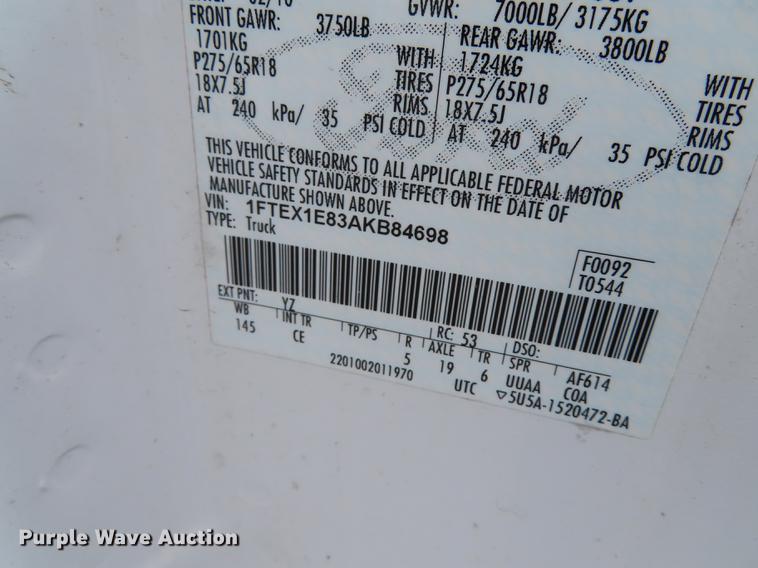 GVWR: 7000LB/ 3175KG
FRONT GAWR: 3750LB
1701KG WITH
P275/65R18 TIRES
18X7.5J RIMS
AT 240 kPa/ 35 PSI COLD
REAR GAWR: 3800LB
1724KG WITH
P275/65R18 TIRES
18X7.5J RIMS
AT 240 kPa/ 35 PSI COLD
Ford
THIS VEHICLE CONFORMS TO ALL APPLICABLE FEDERAL MOTOR
VEHICLE SAFETY STANDARDS IN EFFECT ON THE DATE OF
MANUFACTURE SHOWN ABOVE.
VIN: 1FTEX1E83AKB84698
TYPE: Truck
F0092
T0544
EXT PNT: YZ RC: 53 DSO:
WB INT TR TP/PS R AXLE TR SPR AF614
145 CE 5 19 6 UUAA COA
2201002011970 UTC ▽5U5A-1520472-BA
Purple Wave Auction